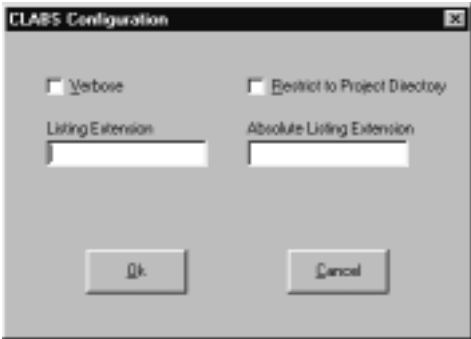 CLABS Configuration
Verbose
Restrict to Project Directory
Listing Extension
Absolute Listing Extension
Ok
Cancel